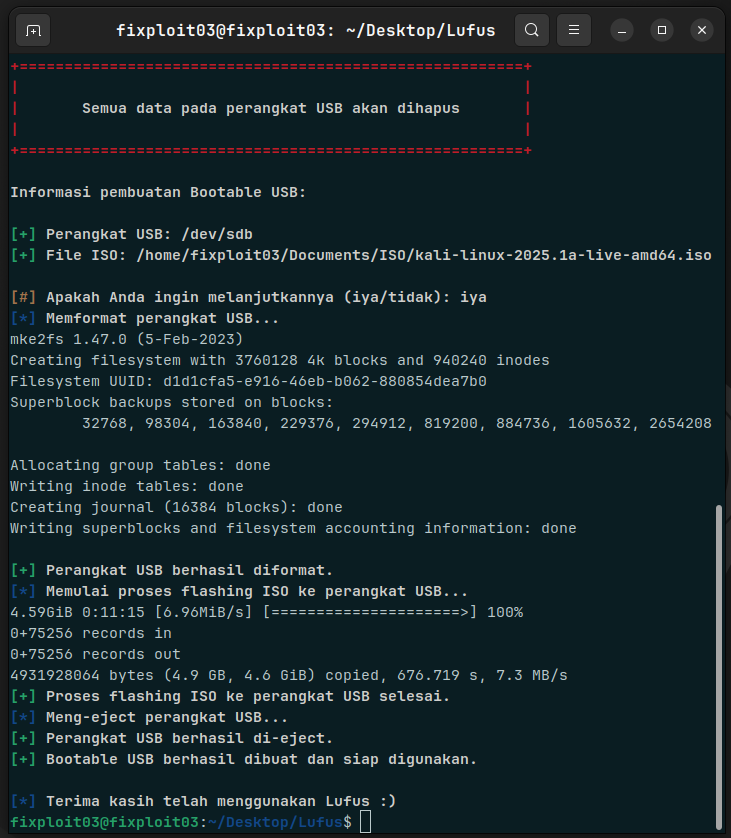 fixploit03@fixploit03: ~/Desktop/Lufus
+========================================================+
|                                                        |
|       Semua data pada perangkat USB akan dihapus       |
|                                                        |
+========================================================+
Informasi pembuatan Bootable USB:
[+] Perangkat USB: /dev/sdb
[+] File ISO: /home/fixploit03/Documents/ISO/kali-linux-2025.1a-live-amd64.iso
[#] Apakah Anda ingin melanjutkannya (iya/tidak): iya
[*] Memformat perangkat USB...
mke2fs 1.47.0 (5-Feb-2023)
Creating filesystem with 3760128 4k blocks and 940240 inodes
Filesystem UUID: d1d1cfa5-e916-46eb-b062-880854dea7b0
Superblock backups stored on blocks:
        32768, 98304, 163840, 229376, 294912, 819200, 884736, 1605632, 2654208
Allocating group tables: done
Writing inode tables: done
Creating journal (16384 blocks): done
Writing superblocks and filesystem accounting information: done
[+] Perangkat USB berhasil diformat.
[*] Memulai proses flashing ISO ke perangkat USB...
4.59GiB 0:11:15 [6.96MiB/s] [=====================>] 100%
0+75256 records in
0+75256 records out
4931928064 bytes (4.9 GB, 4.6 GiB) copied, 676.719 s, 7.3 MB/s
[+] Proses flashing ISO ke perangkat USB selesai.
[*] Meng-eject perangkat USB...
[+] Perangkat USB berhasil di-eject.
[+] Bootable USB berhasil dibuat dan siap digunakan.
[*] Terima kasih telah menggunakan Lufus :)
fixploit03@fixploit03:~/Desktop/Lufus$